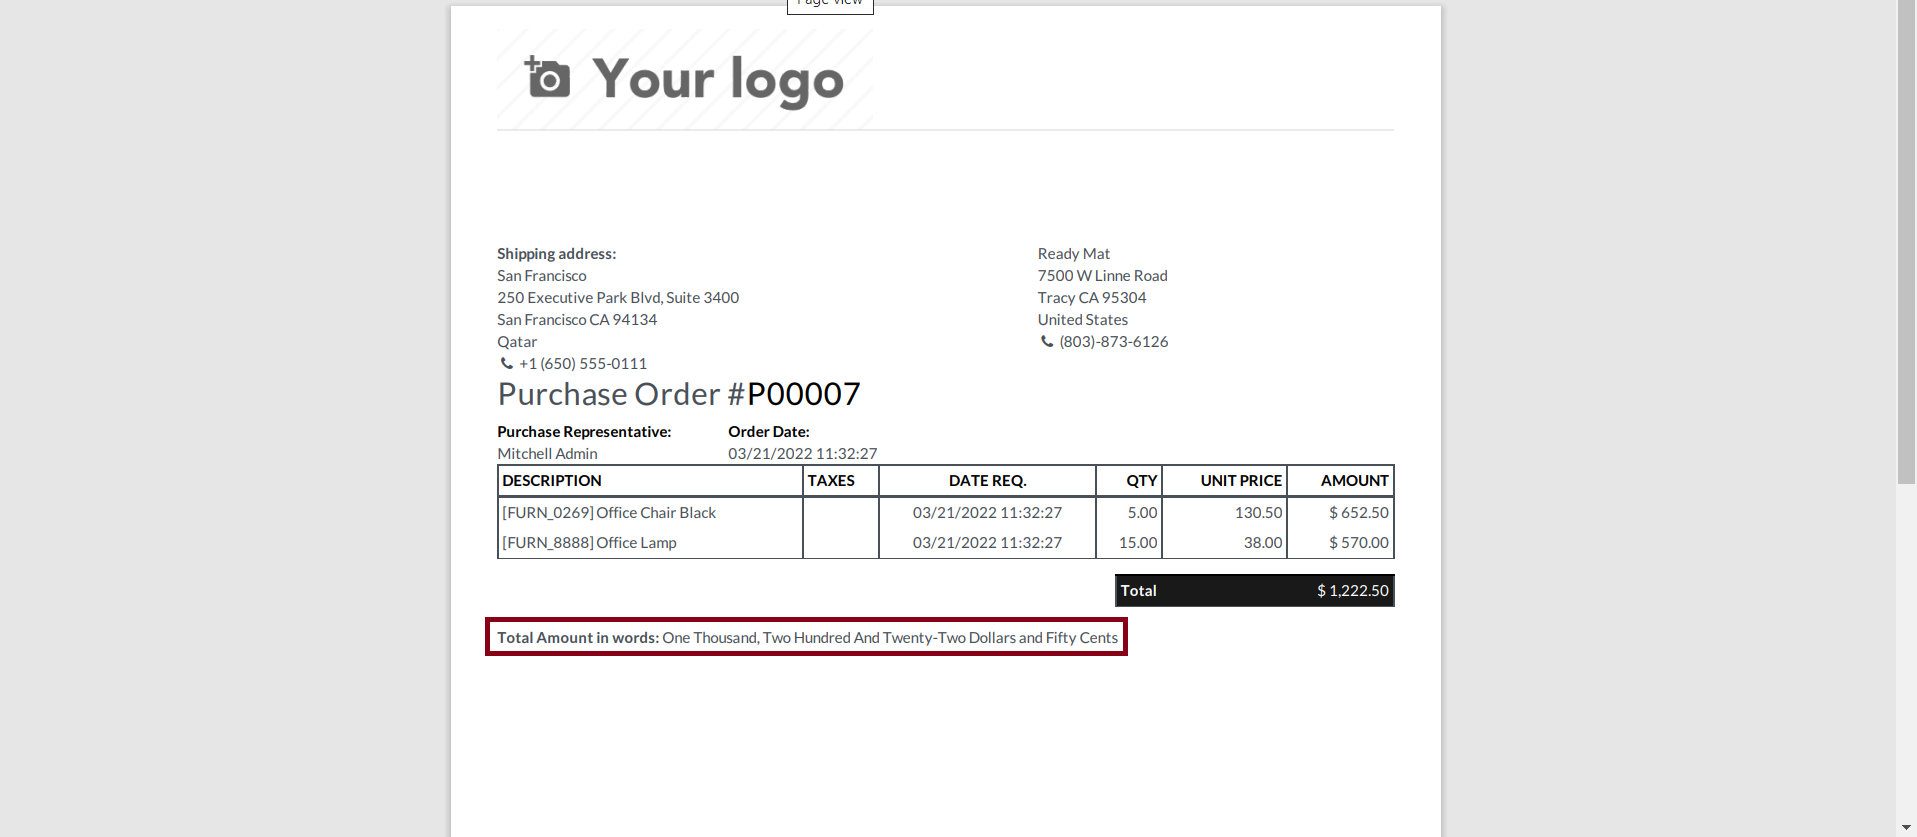 Page view
Your logo
Shipping address:
San Francisco
250 Executive Park Blvd, Suite 3400
San Francisco CA 94134
Qatar
+1 (650) 555-0111
Ready Mat
7500 W Linne Road
Tracy CA 95304
United States
(803)-873-6126
Purchase Order #P00007
Purchase Representative: Order Date:
Mitchell Admin 03/21/2022 11:32:27
DESCRIPTION TAXES DATE REQ. QTY UNIT PRICE AMOUNT
[FURN_0269] Office Chair Black 03/21/2022 11:32:27 5.00 130.50 $ 652.50
[FURN_8888] Office Lamp 03/21/2022 11:32:27 15.00 38.00 $ 570.00
Total $ 1,222.50
Total Amount in words: One Thousand, Two Hundred And Twenty-Two Dollars and Fifty Cents